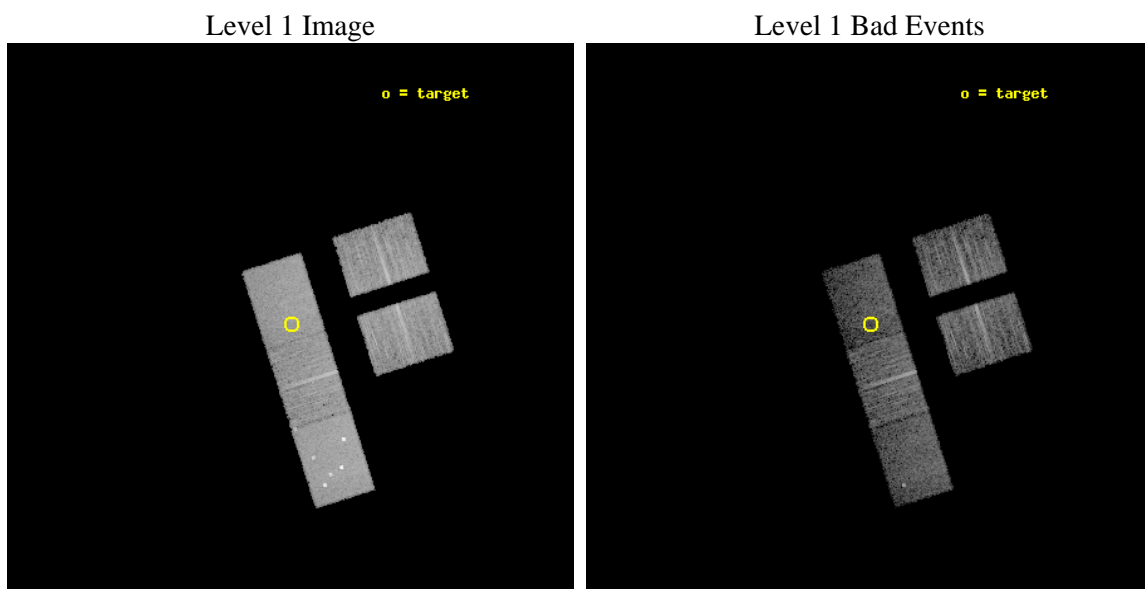 Level 1 Image
Level 1 Bad Events
o = target
o = target